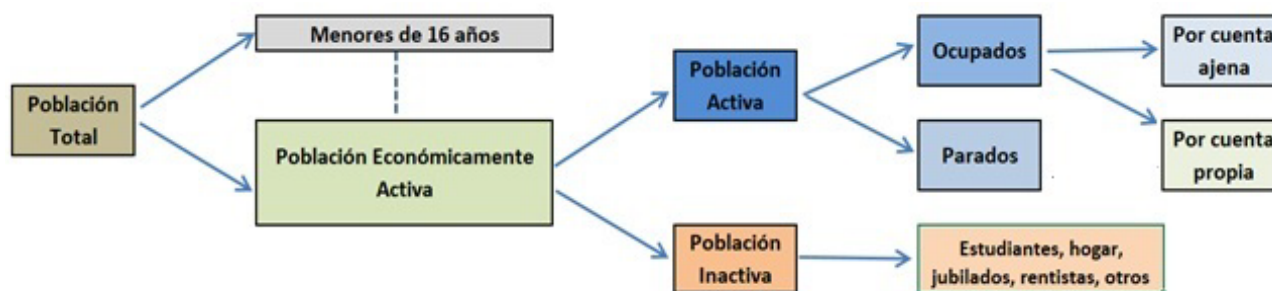 Población
Total
Menores de 16 años
Población Económicamente
Activa
Población
Activa
Población
Inactiva
Ocupados
Parados
Estudiantes, hogar,
jubilados, rentistas, otros
Por cuenta
ajena
Por cuenta
propia